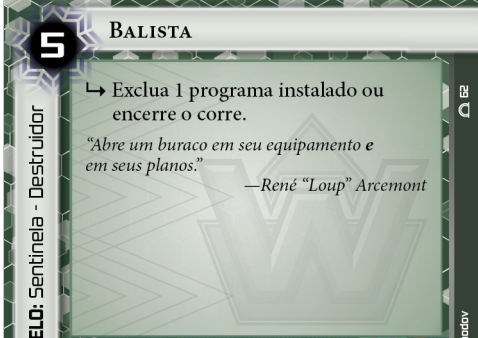 5
Balista
↳ Exclua 1 programa instalado ou
encerre o corre.
“Abre um buraco em seu equipamento e
em seus planos.”
—René “Loup” Arcemont
ELO: Sentinela - Destruidor
62